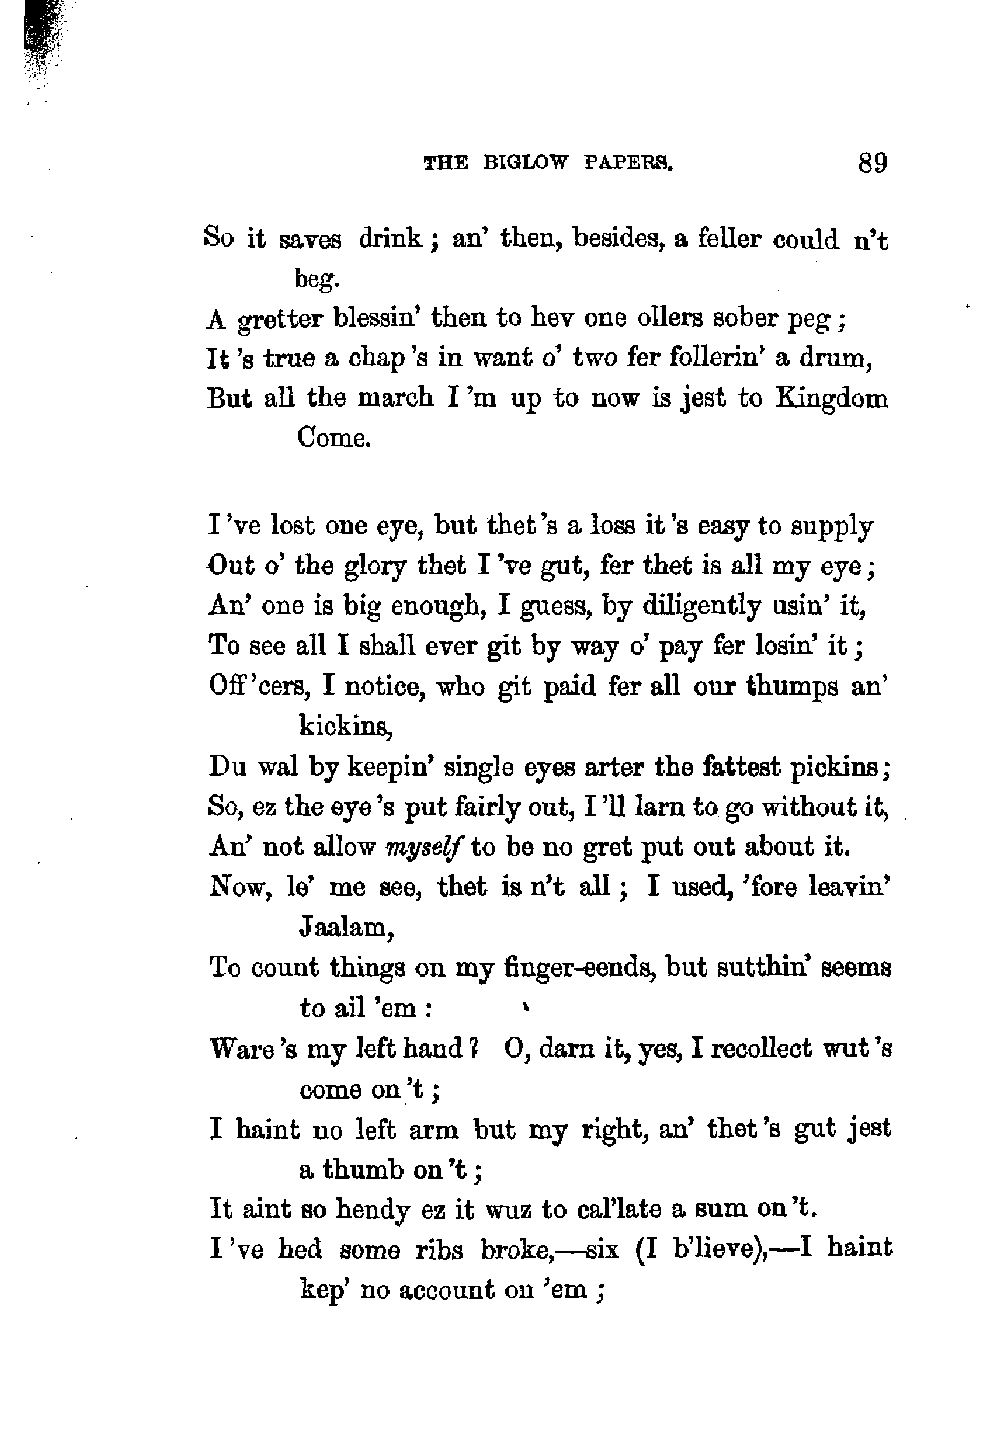 THE BIGLOW PAPERS. 89
So it saves drink; an' then, besides, a feller could n't
beg.
A gretter blessin' then to hev one ollers sober peg;
It 's true a chap 's in want o' two fer follerin' a drum,
But all the march I 'm up to now is jest to Kingdom
Come.
I 've lost one eye, but thet 's a loss it 's easy to supply
Out o' the glory thet I 've gut, fer thet is all my eye;
An' one is big enough, I guess, by diligently usin' it,
To see all I shall ever git by way o' pay fer losin' it;
Off'cers, I notice, who git paid fer all our thumps an'
kickins,
Du wal by keepin' single eyes arter the fattest pickins;
So, ez the eye 's put fairly out, I 'll larn to go without it,
An' not allow myself to be no gret put out about it.
Now, le' me see, thet is n't all; I used, 'fore leavin'
Jaalam,
To count things on my finger-eends, but sutthin' seems
to ail 'em:
Ware 's my left hand? O, darn it, yes, I recollect wut 's
come on 't;
I haint no left arm but my right, an' thet 's gut jest
a thumb on 't;
It aint so hendy ez it wuz to cal'late a sum on 't.
I 've hed some ribs broke,—six (I b'lieve),—I haint
kep' no account on 'em;